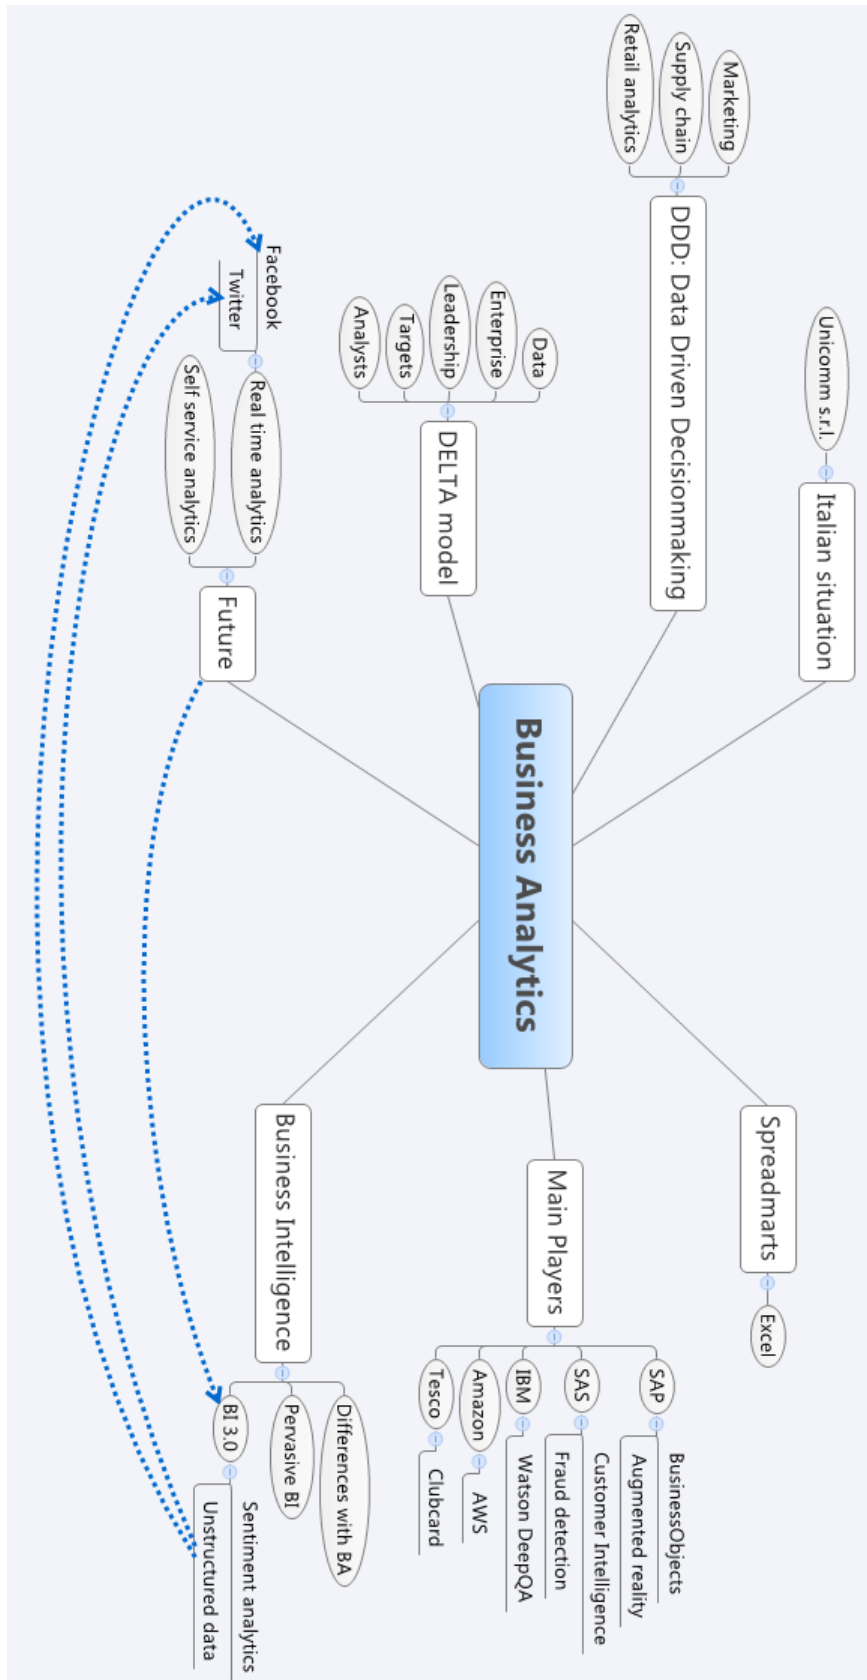 Business Analytics
Spreadmarts
Excel
Main Players
SAP
BusinessObjects
Augmented reality
SAS
Customer Intelligence
Fraud detection
IBM
Watson DeepQA
Amazon
AWS
Tesco
Clubcard
Business Intelligence
Differences with BA
Pervasive BI
BI 3.0
Sentiment analytics
Unstructured data
Italian situation
Unicomm s.r.l.
DDD: Data Driven Decisionmaking
Marketing
Supply chain
Retail analytics
DELTA model
Data
Enterprise
Leadership
Targets
Analysts
Future
Real time analytics
Facebook
Twitter
Self service analytics